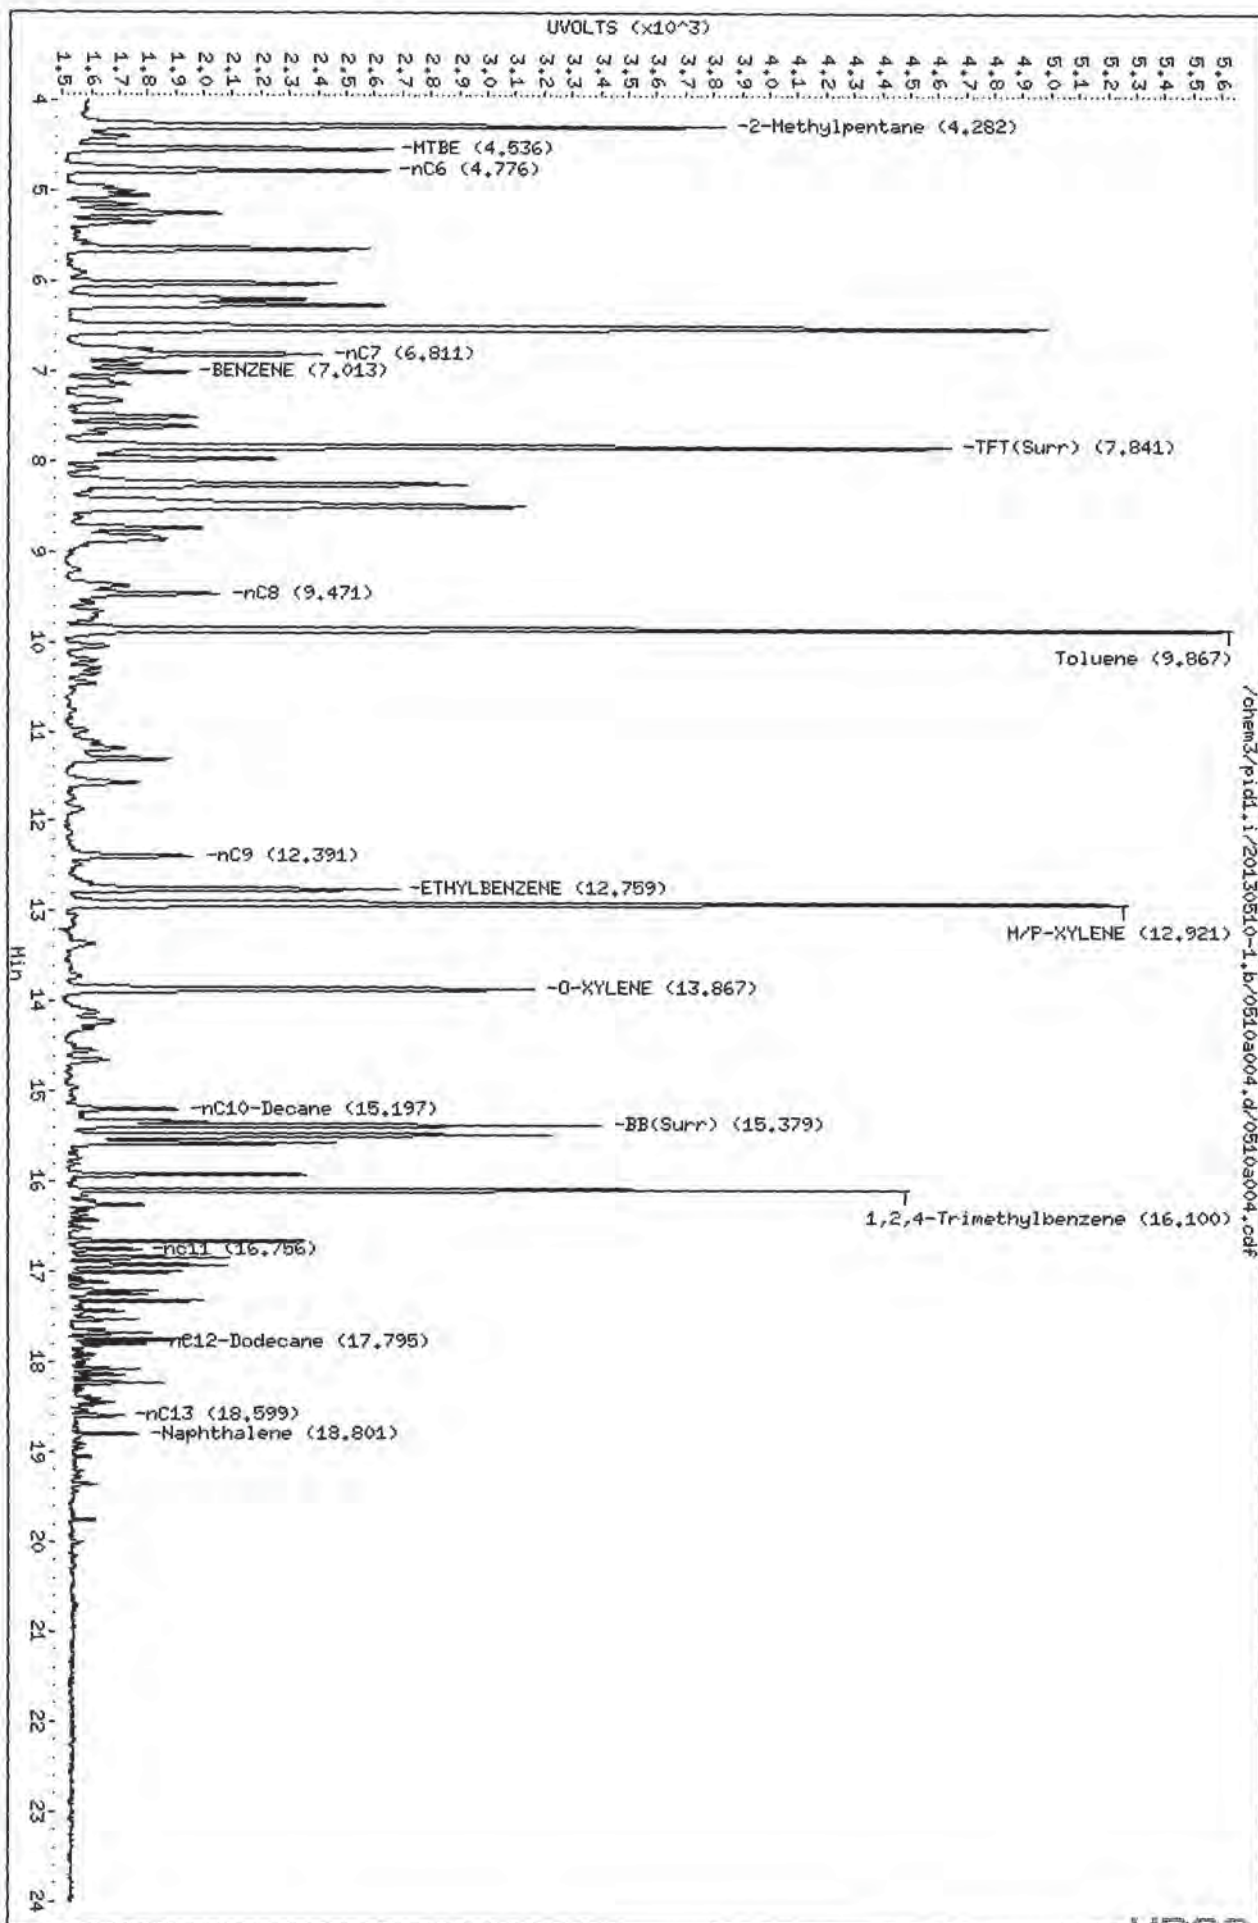 UVOLTS (x10^3)
1.5
1.6
1.7
1.8
1.9
2.0
2.1
2.2
2.3
2.4
2.5
2.6
2.7
2.8
2.9
3.0
3.1
3.2
3.3
3.4
3.5
3.6
3.7
3.8
3.9
4.0
4.1
4.2
4.3
4.4
4.5
4.6
4.7
4.8
4.9
5.0
5.1
5.2
5.3
5.4
5.5
5.6
4
5
6
7
8
9
10
11
12
13
14
15
16
17
18
19
20
21
22
23
24
Min
-2-Methylpentane (4.282)
-MTBE (4.536)
-nC6 (4.776)
-nC7 (6.811)
-BENZENE (7.013)
-TFT(Surr) (7.841)
-nC8 (9.471)
Toluene (9.867)
-nC9 (12.391)
-ETHYLBENZENE (12.759)
M/P-XYLENE (12.921)
-O-XYLENE (13.867)
-nC10-Decane (15.197)
-BB(Surr) (15.379)
1,2,4-Trimethylbenzene (16.100)
-nc11 (16.756)
-nC12-Dodecane (17.795)
-nC13 (18.599)
-Naphthalene (18.801)
/chem3/pid1.i/20130510-1.b/0510a004.d/0510a004.cdf